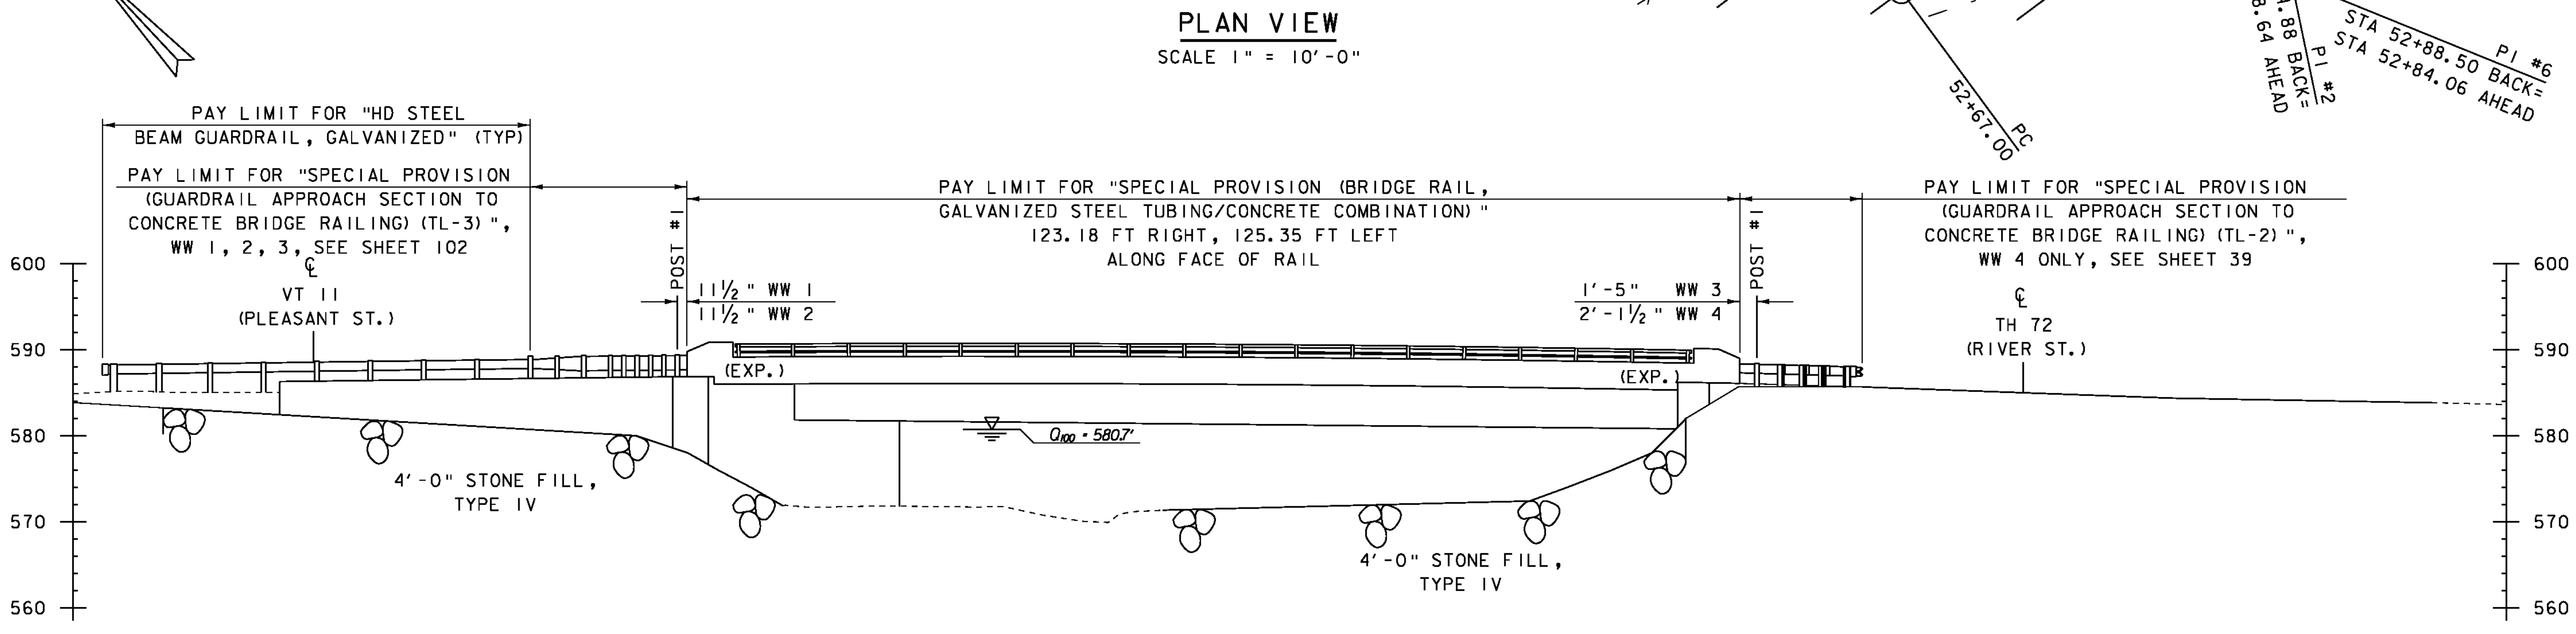 PLAN VIEW
SCALE 1" = 10'-0"
STA 52+88.50 BACK=
STA 52+84.06 AHEAD
PI #6
PI #2
.88 BACK=
8.64 AHEAD
52+67.00
PC
PAY LIMIT FOR "HD STEEL
BEAM GUARDRAIL, GALVANIZED" (TYP)
PAY LIMIT FOR "SPECIAL PROVISION
(GUARDRAIL APPROACH SECTION TO
CONCRETE BRIDGE RAILING) (TL-3)",
WW 1, 2, 3, SEE SHEET 102
℄
VT 11
(PLEASANT ST.)
POST #1
PAY LIMIT FOR "SPECIAL PROVISION (BRIDGE RAIL,
GALVANIZED STEEL TUBING/CONCRETE COMBINATION)"
123.18 FT RIGHT, 125.35 FT LEFT
ALONG FACE OF RAIL
POST #1
PAY LIMIT FOR "SPECIAL PROVISION
(GUARDRAIL APPROACH SECTION TO
CONCRETE BRIDGE RAILING) (TL-2)",
WW 4 ONLY, SEE SHEET 39
℄
TH 72
(RIVER ST.)
11½" WW 1
11½" WW 2
1'-5" WW 3
2'-1½" WW 4
(EXP.)
(EXP.)
Q100 = 580.7'
4'-0" STONE FILL,
TYPE IV
4'-0" STONE FILL,
TYPE IV
600
590
580
570
560
600
590
580
570
560